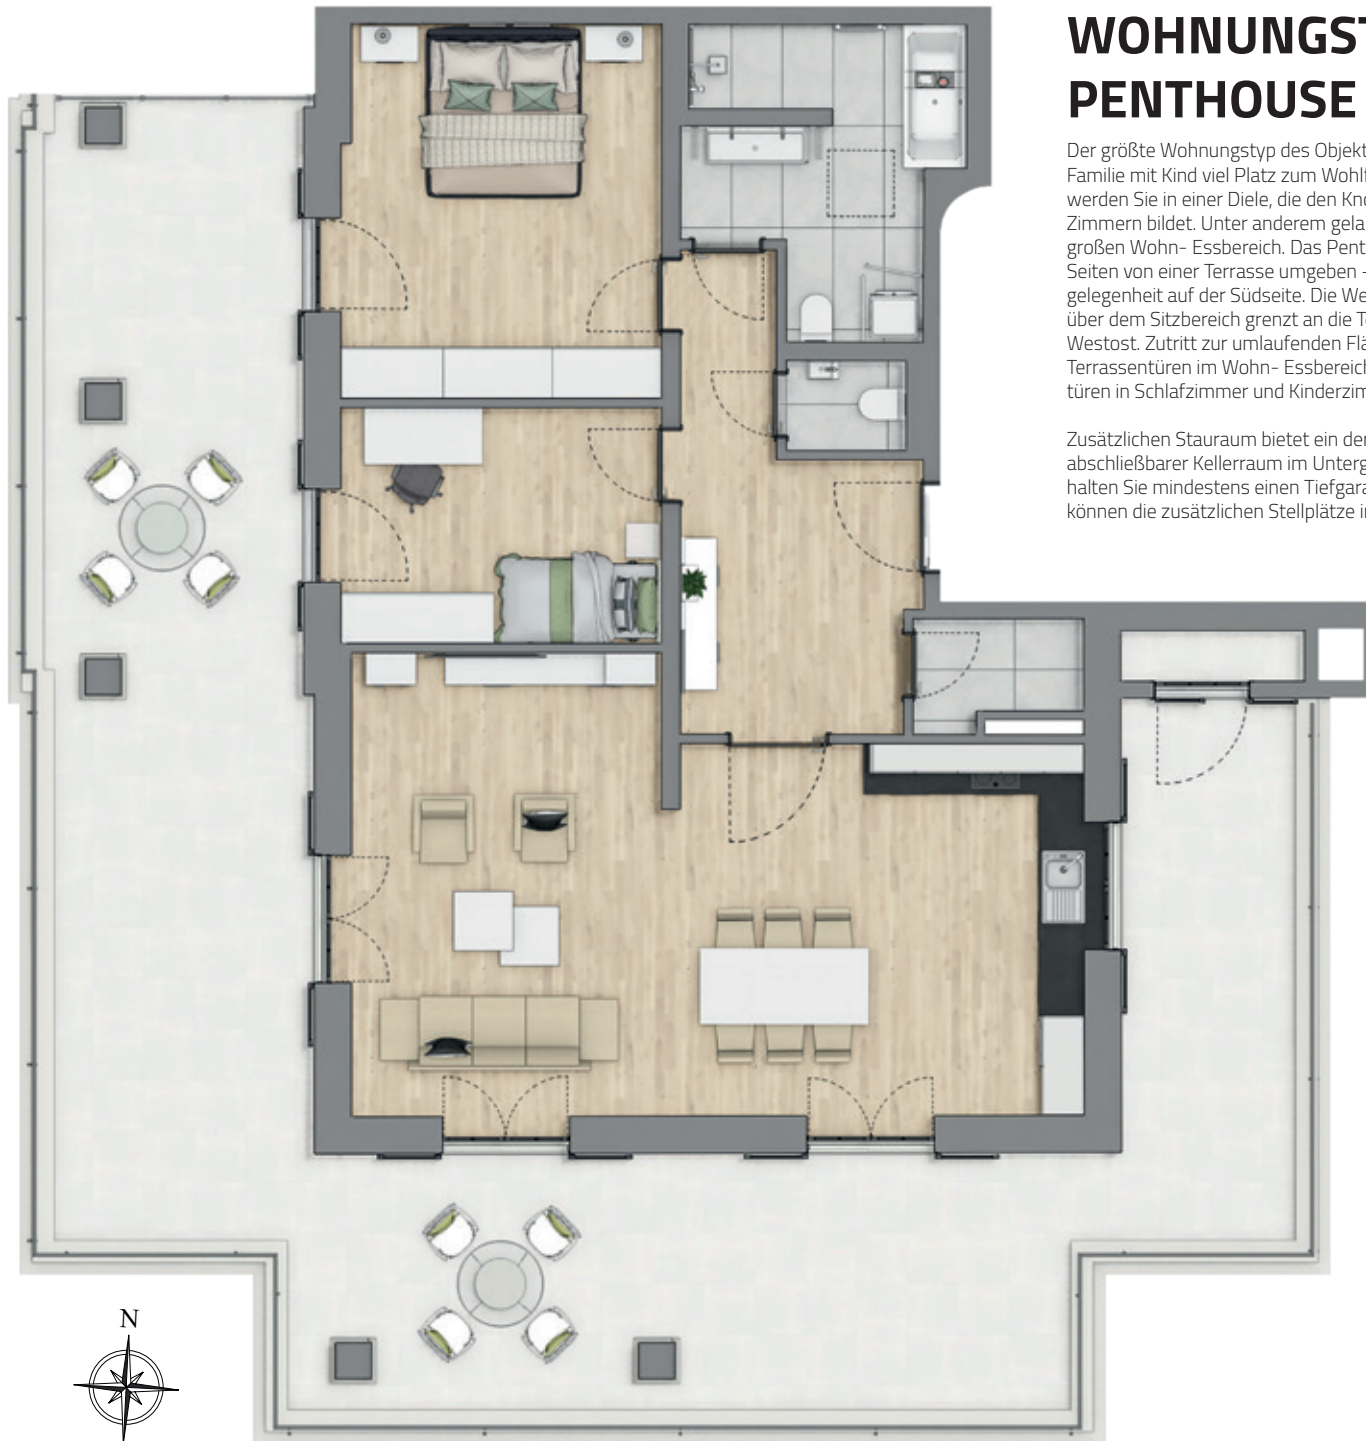 WOHNUNGST
PENTHOUSE
Der größte Wohnungstyp des Objekt
Familie mit Kind viel Platz zum Wohlf
werden Sie in einer Diele, die den Kno
Zimmern bildet. Unter anderem gela
großen Wohn- Essbereich. Das Pent
Seiten von einer Terrasse umgeben -
gelegenheit auf der Südseite. Die We
über dem Sitzbereich grenzt an die Te
Westost. Zutritt zur umlaufenden Flä
Terrassentüren im Wohn- Essbereich
türen in Schlafzimmer und Kinderzim
Zusätzlichen Stauraum bietet ein der
abschließbarer Kellerraum im Unterg
halten Sie mindestens einen Tiefgara
können die zusätzlichen Stellplätze in
N